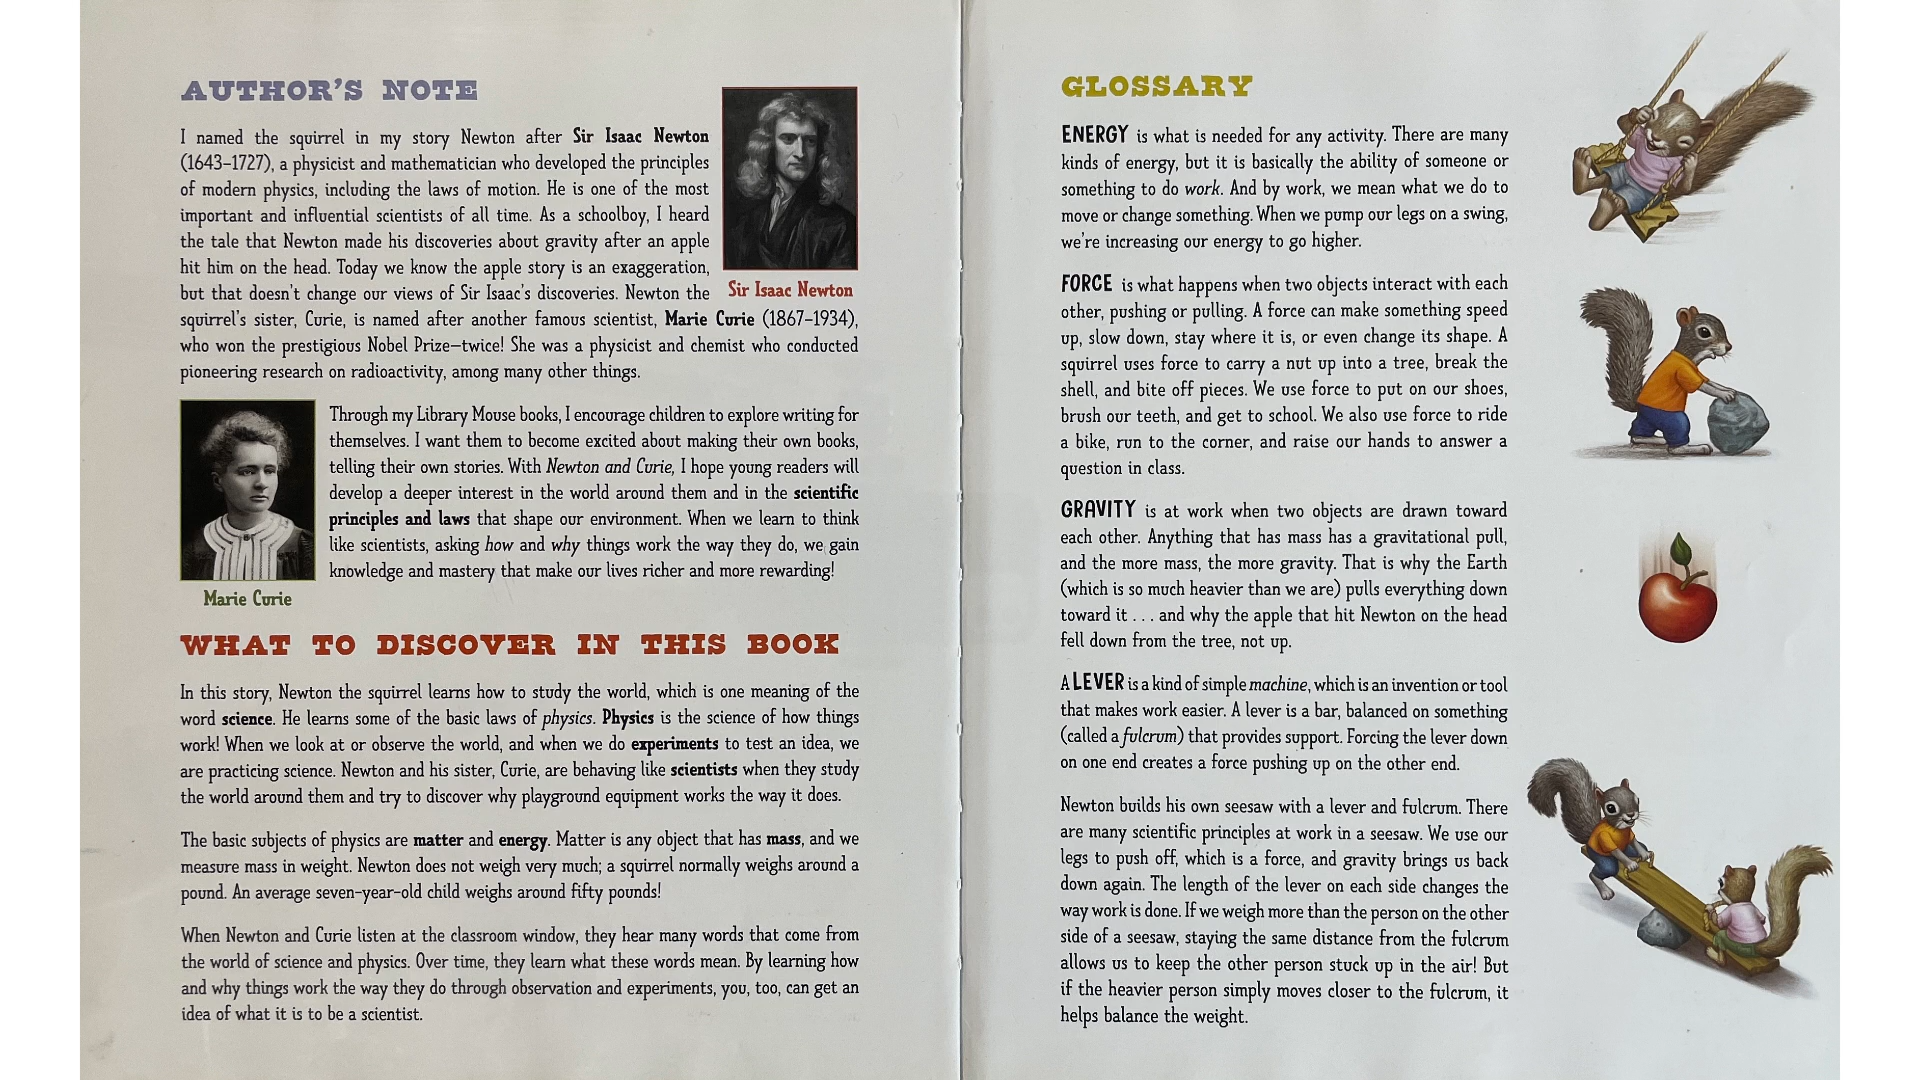 AUTHOR'S NOTE
I named the squirrel in my story Newton after Sir Isaac Newton
(1643–1727), a physicist and mathematician who developed the principles
of modern physics, including the laws of motion. He is one of the most
important and influential scientists of all time. As a schoolboy, I heard
the tale that Newton made his discoveries about gravity after an apple
hit him on the head. Today we know the apple story is an exaggeration,
but that doesn't change our views of Sir Isaac's discoveries. Newton the
squirrel's sister, Curie, is named after another famous scientist, Marie Curie (1867–1934),
who won the prestigious Nobel Prize—twice! She was a physicist and chemist who conducted
pioneering research on radioactivity, among many other things.
Sir Isaac Newton
Through my Library Mouse books, I encourage children to explore writing for
themselves. I want them to become excited about making their own books,
telling their own stories. With Newton and Curie, I hope young readers will
develop a deeper interest in the world around them and in the scientific
principles and laws that shape our environment. When we learn to think
like scientists, asking how and why things work the way they do, we gain
knowledge and mastery that make our lives richer and more rewarding!
Marie Curie
WHAT TO DISCOVER IN THIS BOOK
In this story, Newton the squirrel learns how to study the world, which is one meaning of the
word science. He learns some of the basic laws of physics. Physics is the science of how things
work! When we look at or observe the world, and when we do experiments to test an idea, we
are practicing science. Newton and his sister, Curie, are behaving like scientists when they study
the world around them and try to discover why playground equipment works the way it does.
The basic subjects of physics are matter and energy. Matter is any object that has mass, and we
measure mass in weight. Newton does not weigh very much; a squirrel normally weighs around a
pound. An average seven-year-old child weighs around fifty pounds!
When Newton and Curie listen at the classroom window, they hear many words that come from
the world of science and physics. Over time, they learn what these words mean. By learning how
and why things work the way they do through observation and experiments, you, too, can get an
idea of what it is to be a scientist.
GLOSSARY
ENERGY is what is needed for any activity. There are many
kinds of energy, but it is basically the ability of someone or
something to do work. And by work, we mean what we do to
move or change something. When we pump our legs on a swing,
we're increasing our energy to go higher.
FORCE is what happens when two objects interact with each
other, pushing or pulling. A force can make something speed
up, slow down, stay where it is, or even change its shape. A
squirrel uses force to carry a nut up into a tree, break the
shell, and bite off pieces. We use force to put on our shoes,
brush our teeth, and get to school. We also use force to ride
a bike, run to the corner, and raise our hands to answer a
question in class.
GRAVITY is at work when two objects are drawn toward
each other. Anything that has mass has a gravitational pull,
and the more mass, the more gravity. That is why the Earth
(which is so much heavier than we are) pulls everything down
toward it . . . and why the apple that hit Newton on the head
fell down from the tree, not up.
A LEVER is a kind of simple machine, which is an invention or tool
that makes work easier. A lever is a bar, balanced on something
(called a fulcrum) that provides support. Forcing the lever down
on one end creates a force pushing up on the other end.
Newton builds his own seesaw with a lever and fulcrum. There
are many scientific principles at work in a seesaw. We use our
legs to push off, which is a force, and gravity brings us back
down again. The length of the lever on each side changes the
way work is done. If we weigh more than the person on the other
side of a seesaw, staying the same distance from the fulcrum
allows us to keep the other person stuck up in the air! But
if the heavier person simply moves closer to the fulcrum, it
helps balance the weight.